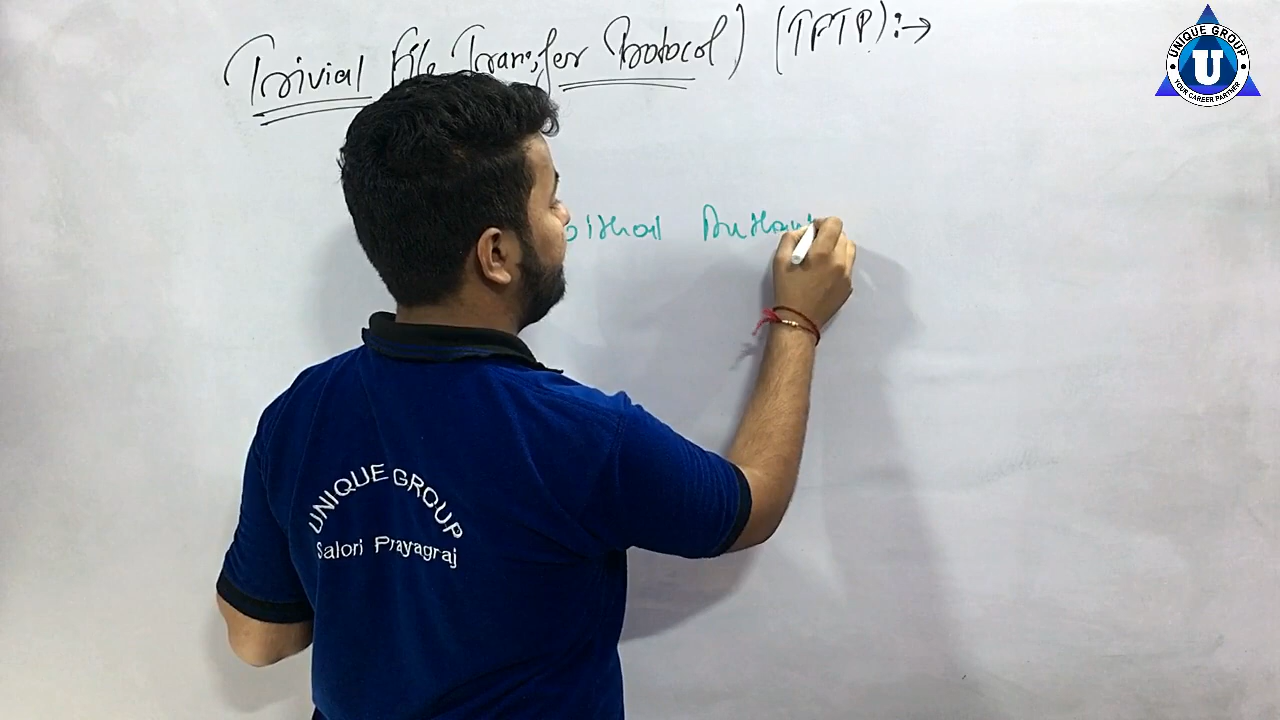 Trivial File Transfer Protocol) (TFTP):→
UNIQUE GROUP
U
YOUR CAREER PARTNER
UNIQUE GROUP
Salori Prayagraj